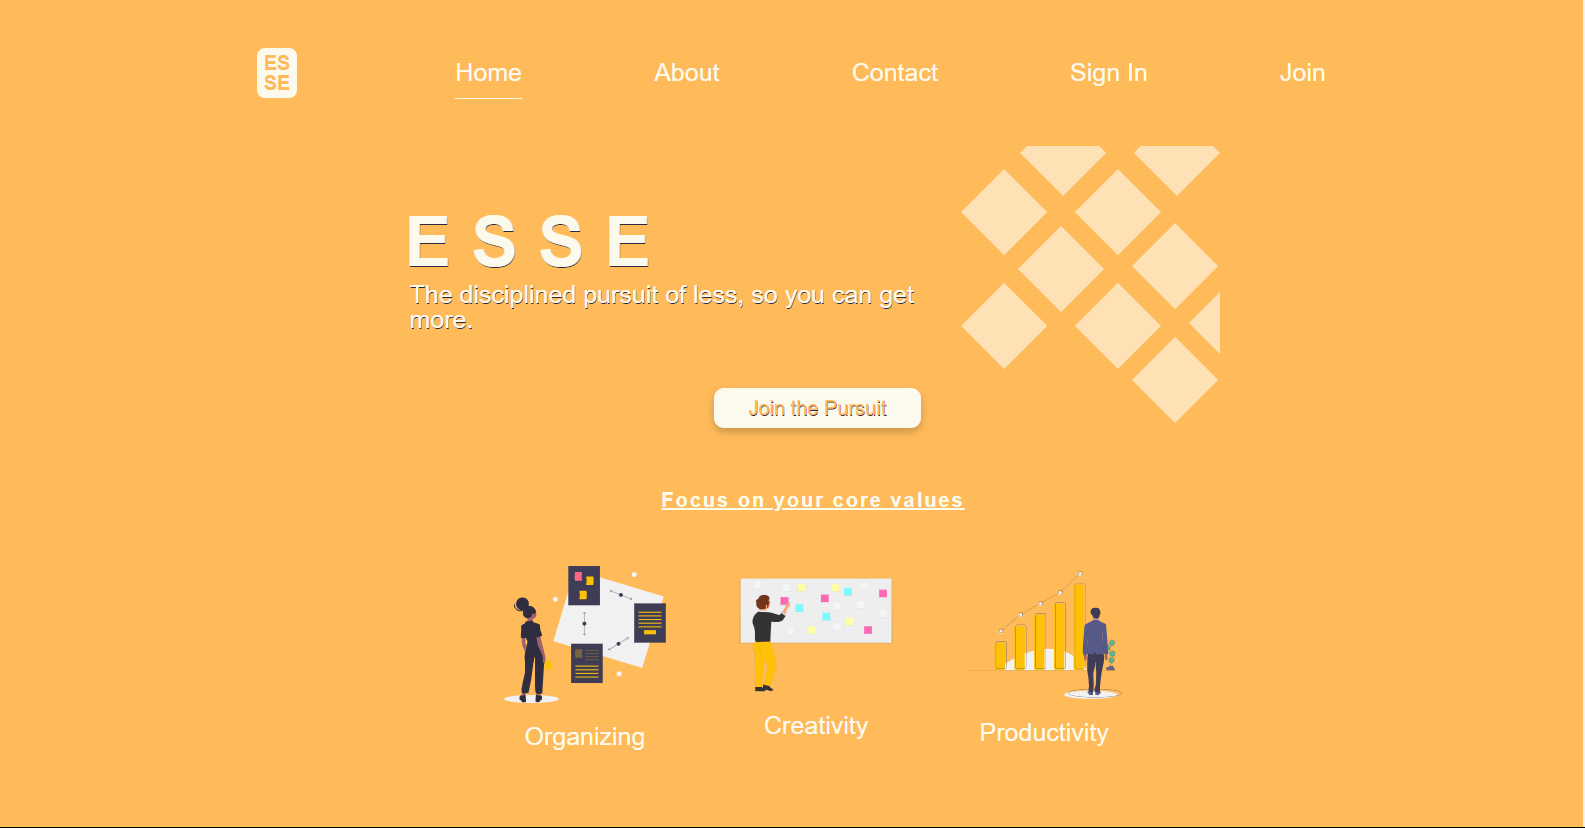 ES
SE
Home
About
Contact
Sign In
Join
ESSE
The disciplined pursuit of less, so you can get
more.
Join the Pursuit
Focus on your core values
Organizing
Creativity
Productivity